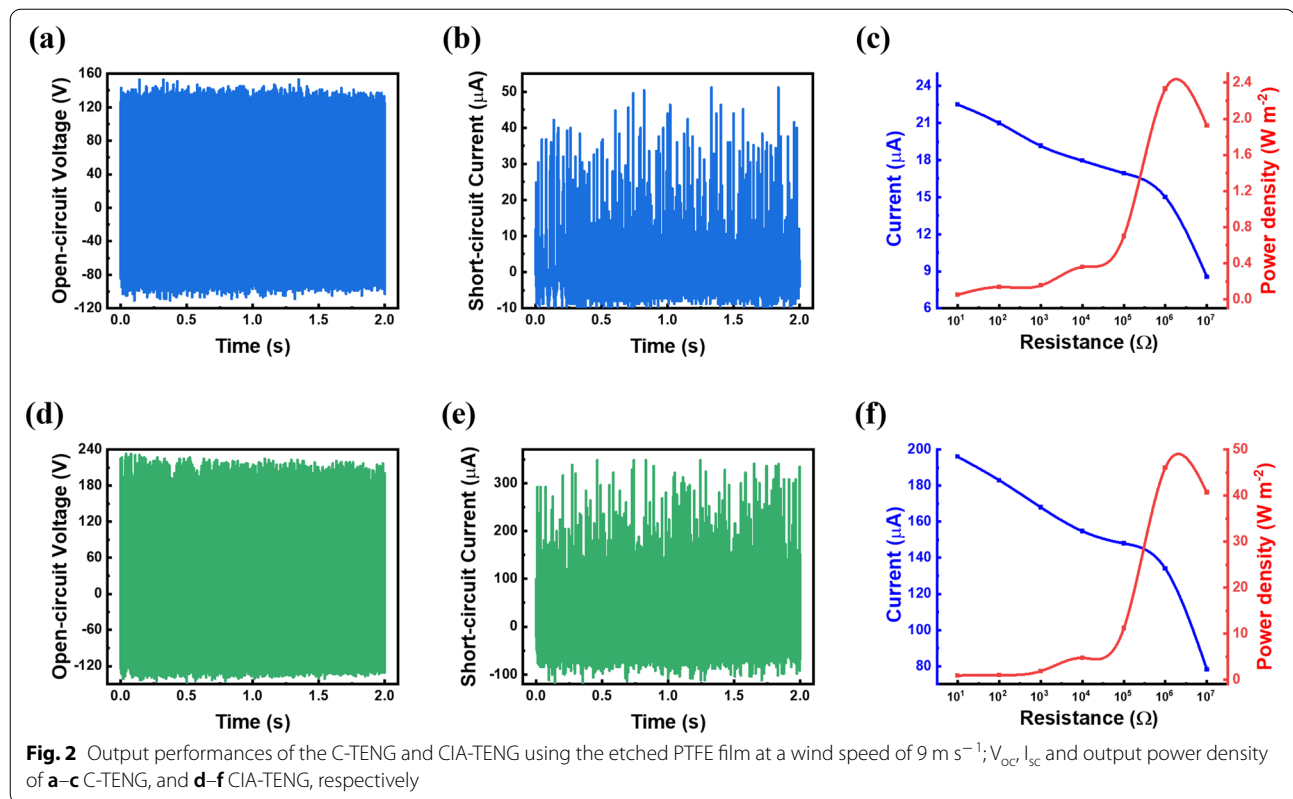 (a)
Open-circuit Voltage (V)
160
120
80
40
0
-40
-80
-120
0.0 0.5 1.0 1.5 2.0
Time (s)
(b)
Short-circuit Current (μA)
50
40
30
20
10
0
-10
0.0 0.5 1.0 1.5 2.0
Time (s)
(c)
Current (μA)
24
21
18
15
12
9
6
Power density (W m⁻²)
2.4
2.0
1.6
1.2
0.8
0.4
0.0
10¹ 10² 10³ 10⁴ 10⁵ 10⁶ 10⁷
Resistance (Ω)
(d)
Open-circuit Voltage (V)
240
180
120
60
0
-60
-120
0.0 0.5 1.0 1.5 2.0
Time (s)
(e)
Short-circuit Current (μA)
300
200
100
0
-100
0.0 0.5 1.0 1.5 2.0
Time (s)
(f)
Current (μA)
200
180
160
140
120
100
80
Power density (W m⁻²)
50
40
30
20
10
0
10¹ 10² 10³ 10⁴ 10⁵ 10⁶ 10⁷
Resistance (Ω)
Fig. 2 Output performances of the C-TENG and CIA-TENG using the etched PTFE film at a wind speed of 9 m s⁻¹; Voc, Isc and output power density
of a–c C-TENG, and d–f CIA-TENG, respectively